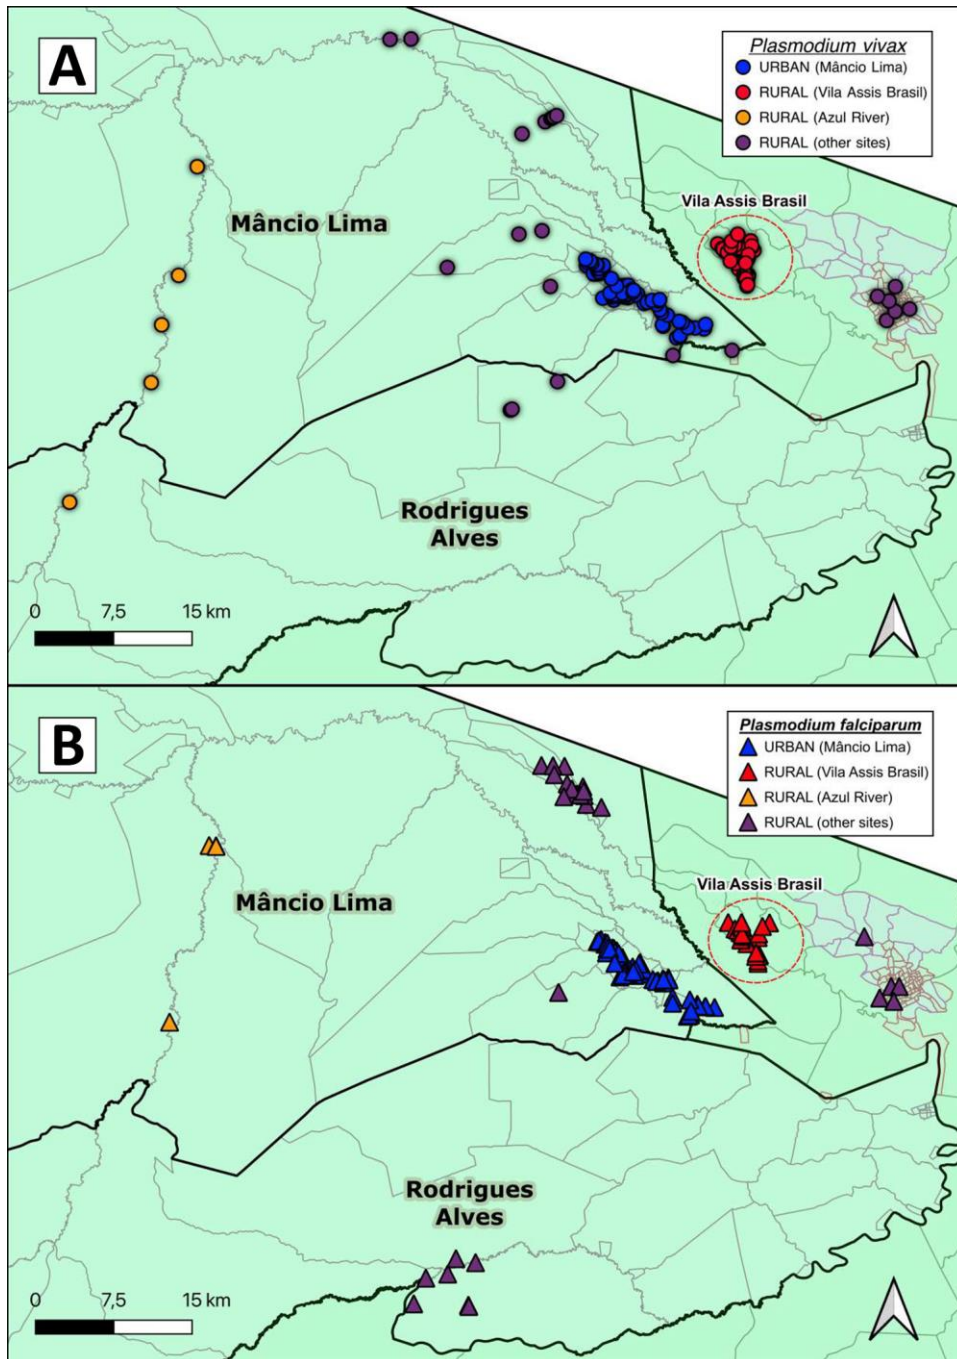 A
Plasmodium vivax
URBAN (Mâncio Lima)
RURAL (Vila Assis Brasil)
RURAL (Azul River)
RURAL (other sites)
Vila Assis Brasil
Mâncio Lima
Rodrigues
Alves
0 7,5 15 km
B
Plasmodium falciparum
URBAN (Mâncio Lima)
RURAL (Vila Assis Brasil)
RURAL (Azul River)
RURAL (other sites)
Vila Assis Brasil
Mâncio Lima
Rodrigues
Alves
0 7,5 15 km